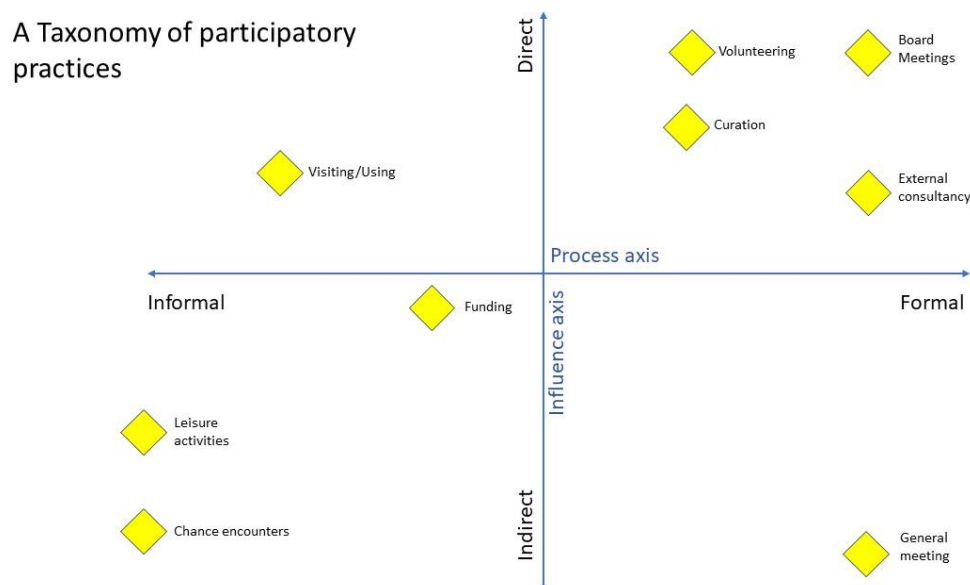 A Taxonomy of participatory
practices
Direct
Volunteering
Board
Meetings
Curation
Visiting/Using
External
consultancy
Process axis
Informal
Formal
Funding
Influence axis
Leisure
activities
Indirect
Chance encounters
General
meeting